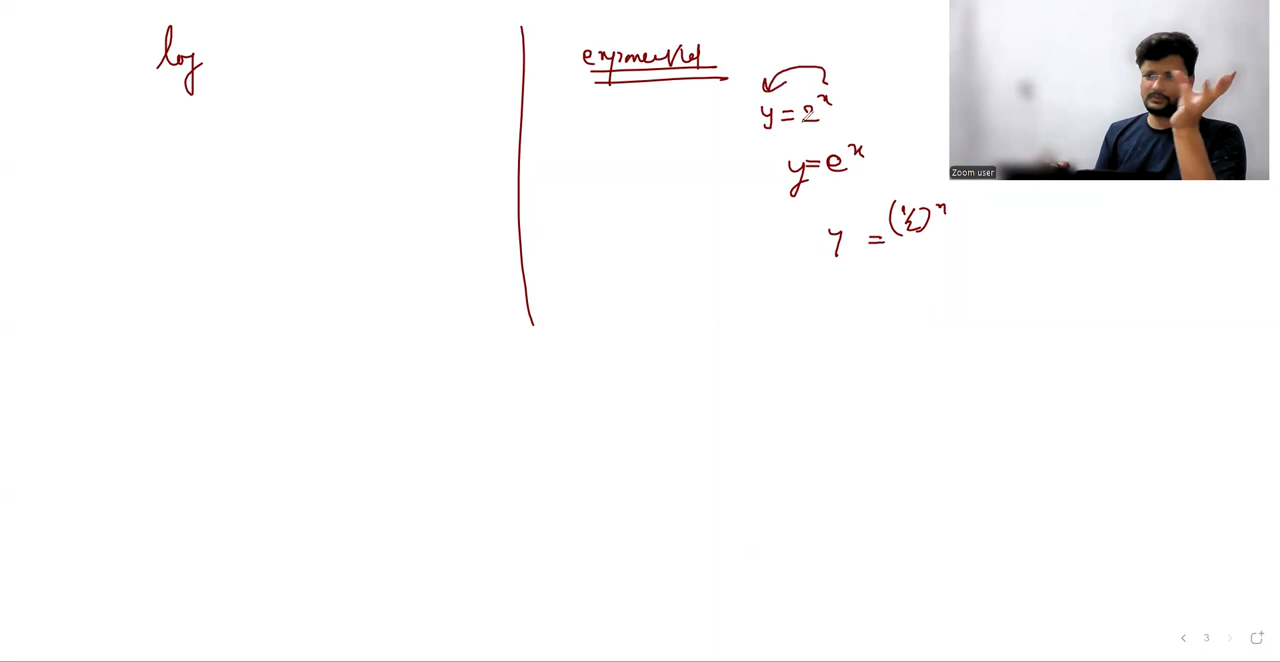 log
exponential
y = 2^x
y = e^x
y = (1/2)^x
Zoom user
3